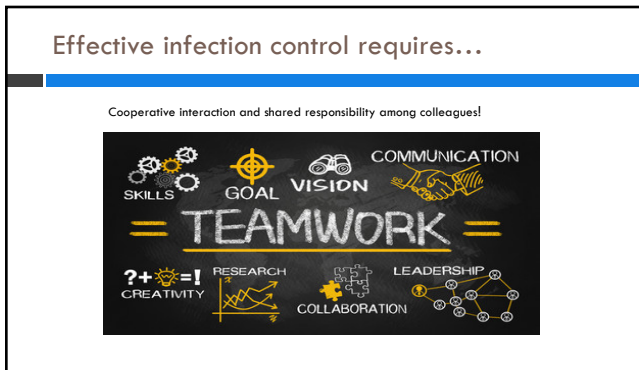 Effective infection control requires...
Cooperative interaction and shared responsibility among colleagues!
SKILLS
GOAL
VISION
COMMUNICATION
= TEAMWORK =
?+ =!
CREATIVITY
RESEARCH
COLLABORATION
LEADERSHIP